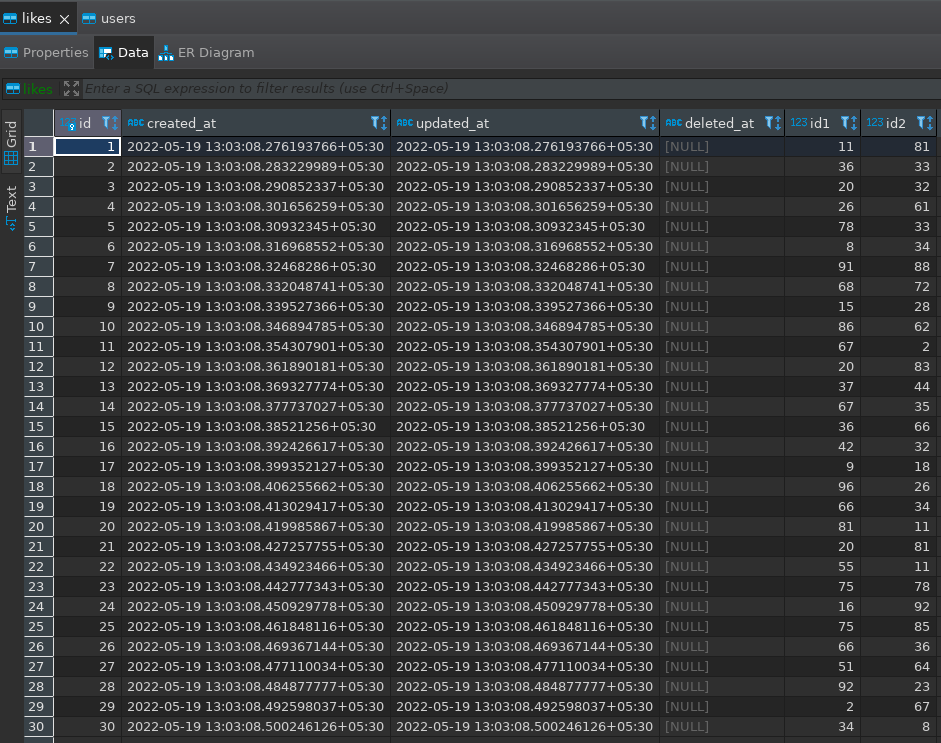 likes users
Properties Data ER Diagram
likes Enter a SQL expression to filter results (use Ctrl+Space)
Grid
Text
123 id ABC created_at ABC updated_at ABC deleted_at 123 id1 123 id2
1 1 2022-05-19 13:03:08.276193766+05:30 2022-05-19 13:03:08.276193766+05:30 [NULL] 11 81
2 2 2022-05-19 13:03:08.283229989+05:30 2022-05-19 13:03:08.283229989+05:30 [NULL] 36 33
3 3 2022-05-19 13:03:08.290852337+05:30 2022-05-19 13:03:08.290852337+05:30 [NULL] 20 32
4 4 2022-05-19 13:03:08.301656259+05:30 2022-05-19 13:03:08.301656259+05:30 [NULL] 26 61
5 5 2022-05-19 13:03:08.30932345+05:30 2022-05-19 13:03:08.30932345+05:30 [NULL] 78 33
6 6 2022-05-19 13:03:08.316968552+05:30 2022-05-19 13:03:08.316968552+05:30 [NULL] 8 34
7 7 2022-05-19 13:03:08.32468286+05:30 2022-05-19 13:03:08.32468286+05:30 [NULL] 91 88
8 8 2022-05-19 13:03:08.332048741+05:30 2022-05-19 13:03:08.332048741+05:30 [NULL] 68 72
9 9 2022-05-19 13:03:08.339527366+05:30 2022-05-19 13:03:08.339527366+05:30 [NULL] 15 28
10 10 2022-05-19 13:03:08.346894785+05:30 2022-05-19 13:03:08.346894785+05:30 [NULL] 86 62
11 11 2022-05-19 13:03:08.354307901+05:30 2022-05-19 13:03:08.354307901+05:30 [NULL] 67 2
12 12 2022-05-19 13:03:08.361890181+05:30 2022-05-19 13:03:08.361890181+05:30 [NULL] 20 83
13 13 2022-05-19 13:03:08.369327774+05:30 2022-05-19 13:03:08.369327774+05:30 [NULL] 37 44
14 14 2022-05-19 13:03:08.377737027+05:30 2022-05-19 13:03:08.377737027+05:30 [NULL] 67 35
15 15 2022-05-19 13:03:08.38521256+05:30 2022-05-19 13:03:08.38521256+05:30 [NULL] 36 66
16 16 2022-05-19 13:03:08.392426617+05:30 2022-05-19 13:03:08.392426617+05:30 [NULL] 42 32
17 17 2022-05-19 13:03:08.399352127+05:30 2022-05-19 13:03:08.399352127+05:30 [NULL] 9 18
18 18 2022-05-19 13:03:08.406255662+05:30 2022-05-19 13:03:08.406255662+05:30 [NULL] 96 26
19 19 2022-05-19 13:03:08.413029417+05:30 2022-05-19 13:03:08.413029417+05:30 [NULL] 66 34
20 20 2022-05-19 13:03:08.419985867+05:30 2022-05-19 13:03:08.419985867+05:30 [NULL] 81 11
21 21 2022-05-19 13:03:08.427257755+05:30 2022-05-19 13:03:08.427257755+05:30 [NULL] 20 81
22 22 2022-05-19 13:03:08.434923466+05:30 2022-05-19 13:03:08.434923466+05:30 [NULL] 55 11
23 23 2022-05-19 13:03:08.442777343+05:30 2022-05-19 13:03:08.442777343+05:30 [NULL] 75 78
24 24 2022-05-19 13:03:08.450929778+05:30 2022-05-19 13:03:08.450929778+05:30 [NULL] 16 92
25 25 2022-05-19 13:03:08.461848116+05:30 2022-05-19 13:03:08.461848116+05:30 [NULL] 75 85
26 26 2022-05-19 13:03:08.469367144+05:30 2022-05-19 13:03:08.469367144+05:30 [NULL] 66 36
27 27 2022-05-19 13:03:08.477110034+05:30 2022-05-19 13:03:08.477110034+05:30 [NULL] 51 64
28 28 2022-05-19 13:03:08.484877777+05:30 2022-05-19 13:03:08.484877777+05:30 [NULL] 92 23
29 29 2022-05-19 13:03:08.492598037+05:30 2022-05-19 13:03:08.492598037+05:30 [NULL] 2 67
30 30 2022-05-19 13:03:08.500246126+05:30 2022-05-19 13:03:08.500246126+05:30 [NULL] 34 8